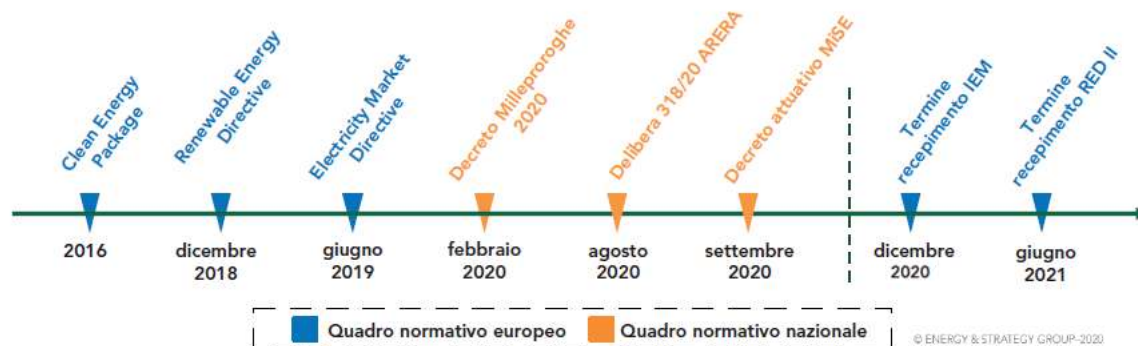 Clean Energy
Package
Renewable Energy
Directive
Electricity Market
Directive
Decreto Milleproroghe
2020
Delibera 318/20 ARERA
Decreto attuativo MiSE
Termine
recepimento IEM
Termine
recepimento RED II
2016
dicembre
2018
giugno
2019
febbraio
2020
agosto
2020
settembre
2020
dicembre
2020
giugno
2021
Quadro normativo europeo
Quadro normativo nazionale
© ENERGY & STRATEGY GROUP-2020